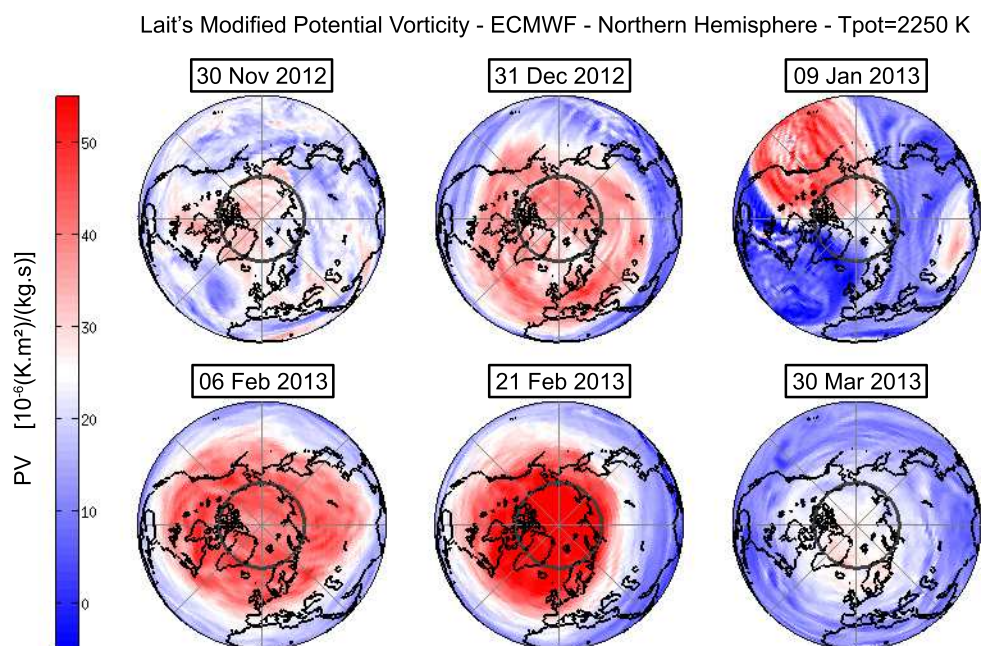 Lait's Modified Potential Vorticity - ECMWF - Northern Hemisphere - Tpot=2250 K
30 Nov 2012
31 Dec 2012
09 Jan 2013
50
40
30
20
10
0
PV [10⁻⁶(K.m²)/(kg.s)]
06 Feb 2013
21 Feb 2013
30 Mar 2013